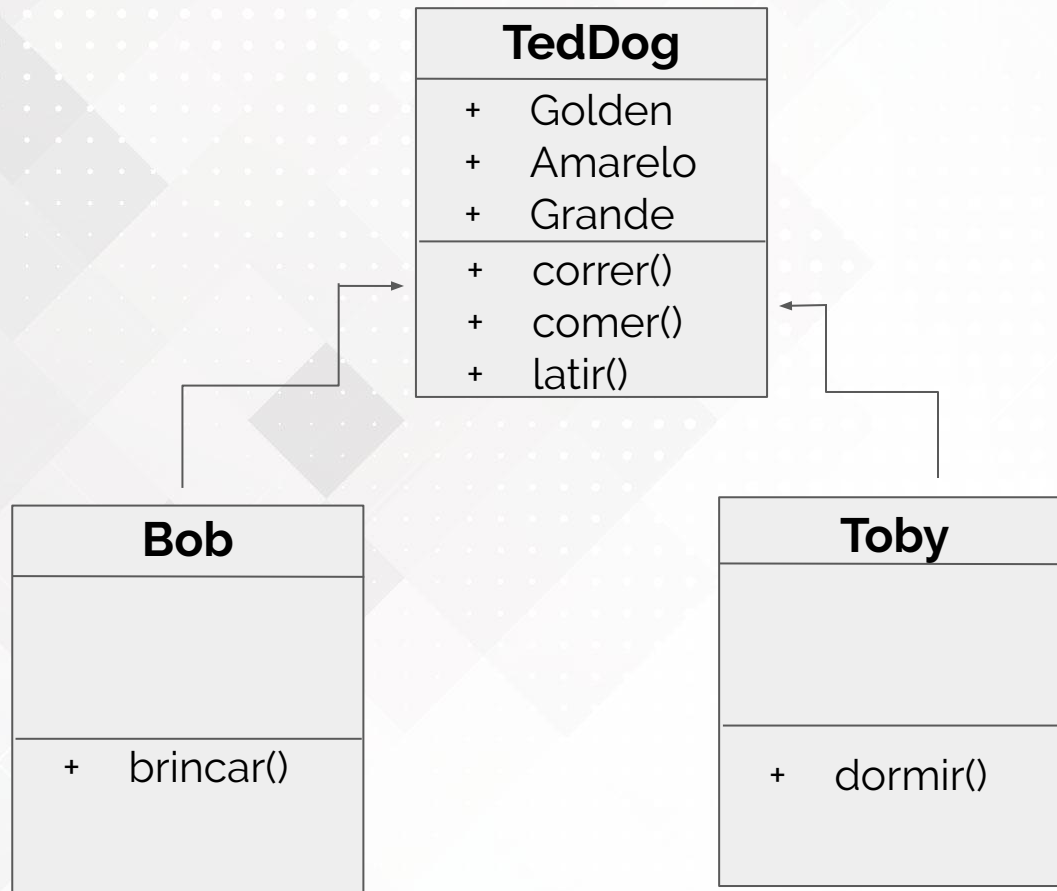 TedDog
+ Golden
+ Amarelo
+ Grande
+ correr()
+ comer()
+ latir()
Bob
+ brincar()
Toby
+ dormir()